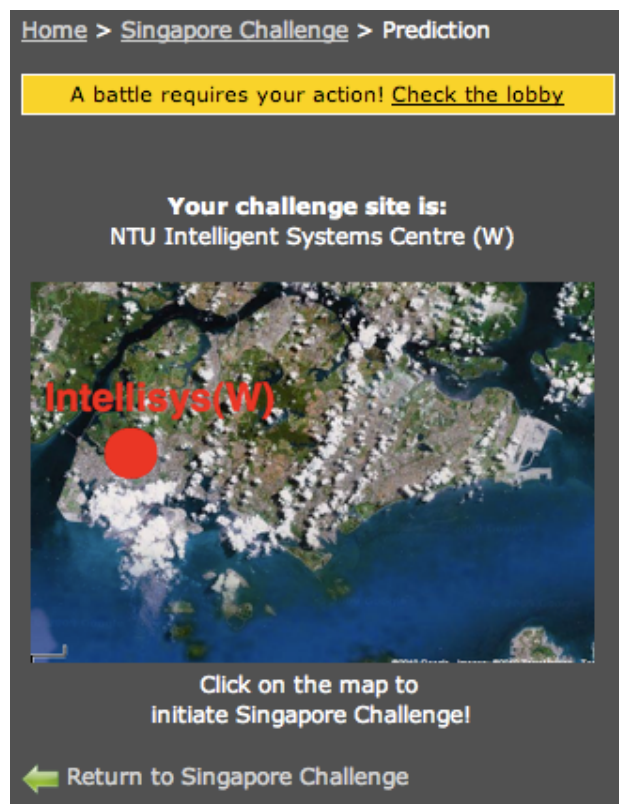 Home > Singapore Challenge > Prediction
A battle requires your action! Check the lobby
Your challenge site is:
NTU Intelligent Systems Centre (W)
Intellisys(W)
Click on the map to
initiate Singapore Challenge!
Return to Singapore Challenge